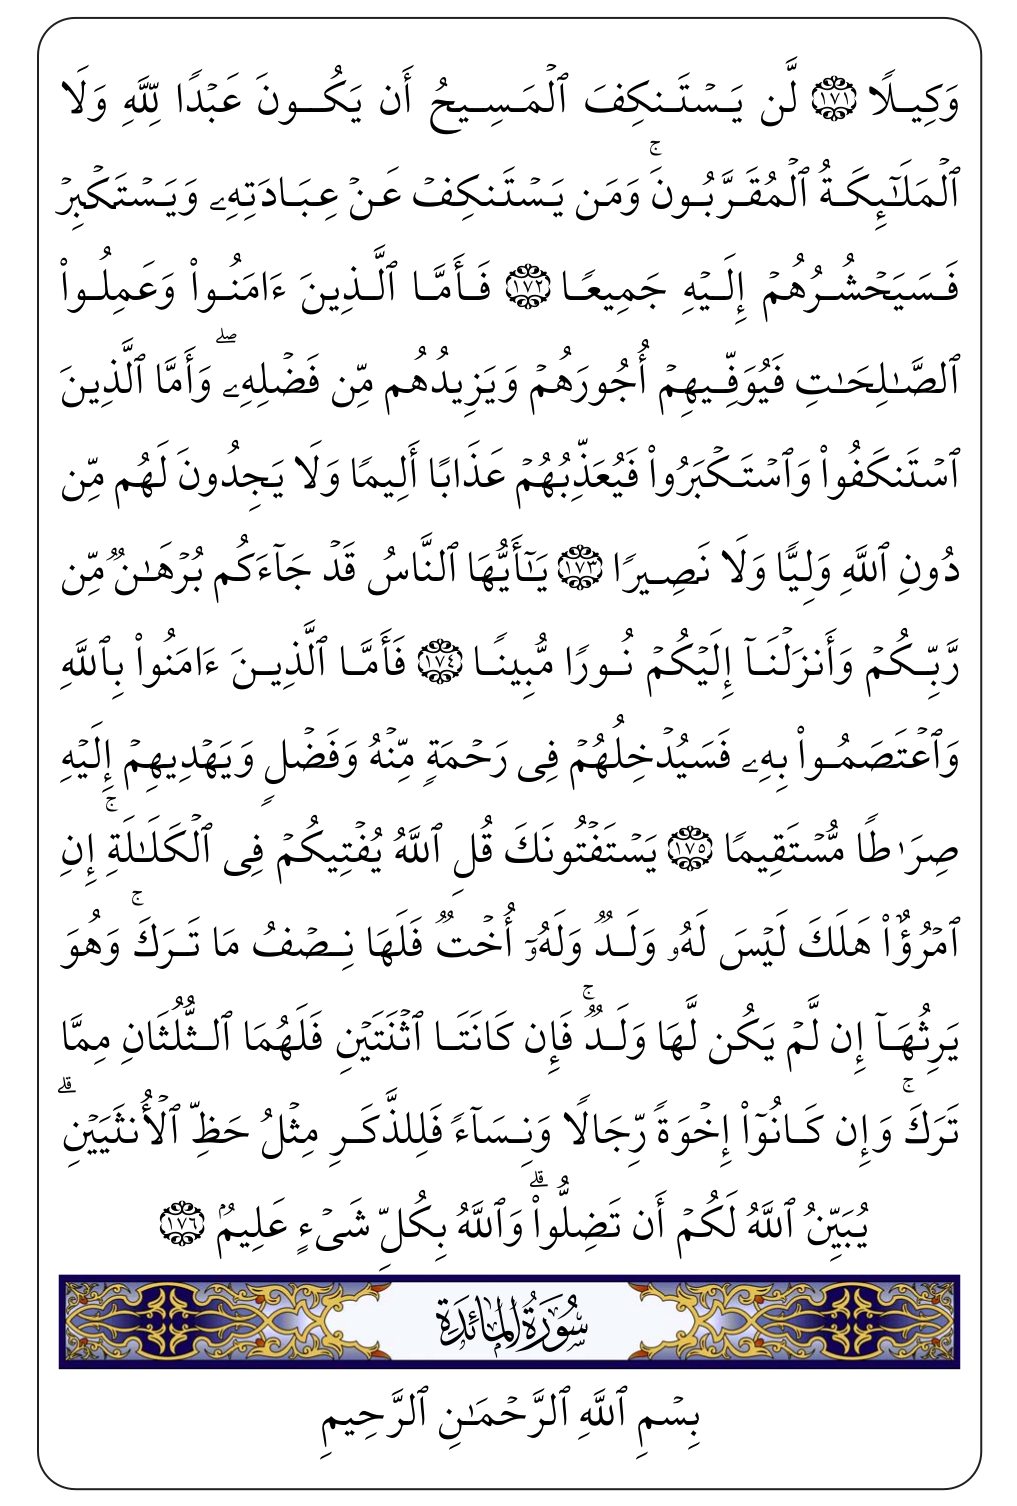 وَكِيلًا ١٧١ لَّن يَسْتَنكِفَ ٱلْمَسِيحُ أَن يَكُونَ عَبْدًا لِّلَّهِ وَلَا
ٱلْمَلَٰٓئِكَةُ ٱلْمُقَرَّبُونَ ۚ وَمَن يَسْتَنكِفْ عَنْ عِبَادَتِهِۦ وَيَسْتَكْبِرْ
فَسَيَحْشُرُهُمْ إِلَيْهِ جَمِيعًا ١٧٢ فَأَمَّا ٱلَّذِينَ ءَامَنُوا۟ وَعَمِلُوا۟
ٱلصَّٰلِحَٰتِ فَيُوَفِّيهِمْ أُجُورَهُمْ وَيَزِيدُهُم مِّن فَضْلِهِۦ ۖ وَأَمَّا ٱلَّذِينَ
ٱسْتَنكَفُوا۟ وَٱسْتَكْبَرُوا۟ فَيُعَذِّبُهُمْ عَذَابًا أَلِيمًا وَلَا يَجِدُونَ لَهُم مِّن
دُونِ ٱللَّهِ وَلِيًّا وَلَا نَصِيرًا ١٧٣ يَٰٓأَيُّهَا ٱلنَّاسُ قَدْ جَآءَكُم بُرْهَٰنٌ مِّن
رَّبِّكُمْ وَأَنزَلْنَآ إِلَيْكُمْ نُورًا مُّبِينًا ١٧٤ فَأَمَّا ٱلَّذِينَ ءَامَنُوا۟ بِٱللَّهِ
وَٱعْتَصَمُوا۟ بِهِۦ فَسَيُدْخِلُهُمْ فِى رَحْمَةٍ مِّنْهُ وَفَضْلٍ وَيَهْدِيهِمْ إِلَيْهِ
صِرَٰطًا مُّسْتَقِيمًا ١٧٥ يَسْتَفْتُونَكَ قُلِ ٱللَّهُ يُفْتِيكُمْ فِى ٱلْكَلَٰلَةِ ۚ إِنِ
ٱمْرُؤٌا۟ هَلَكَ لَيْسَ لَهُۥ وَلَدٌ وَلَهُۥٓ أُخْتٌ فَلَهَا نِصْفُ مَا تَرَكَ ۚ وَهُوَ
يَرِثُهَآ إِن لَّمْ يَكُن لَّهَا وَلَدٌ ۚ فَإِن كَانَتَا ٱثْنَتَيْنِ فَلَهُمَا ٱلثُّلُثَانِ مِمَّا
تَرَكَ ۚ وَإِن كَانُوٓا۟ إِخْوَةً رِّجَالًا وَنِسَآءً فَلِلذَّكَرِ مِثْلُ حَظِّ ٱلْأُنثَيَيْنِ ۗ
يُبَيِّنُ ٱللَّهُ لَكُمْ أَن تَضِلُّوا۟ ۗ وَٱللَّهُ بِكُلِّ شَىْءٍ عَلِيمٌۢ ١٧٦
سُورَةُ المَائِدَة
بِسْمِ ٱللَّهِ ٱلرَّحْمَٰنِ ٱلرَّحِيمِ